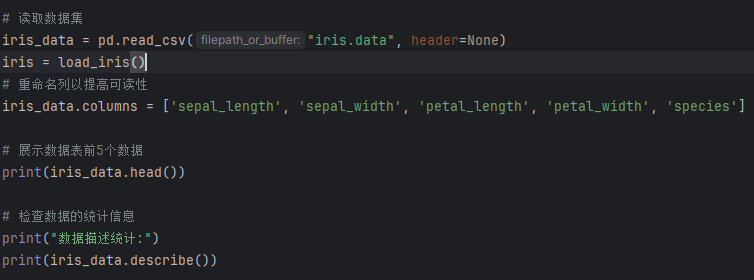 # 读取数据集
iris_data = pd.read_csv( filepath_or_buffer: "iris.data", header=None)
iris = load_iris()
# 重命名列以提高可读性
iris_data.columns = ['sepal_length', 'sepal_width', 'petal_length', 'petal_width', 'species']
# 展示数据表前5个数据
print(iris_data.head())
# 检查数据的统计信息
print("数据描述统计:")
print(iris_data.describe())